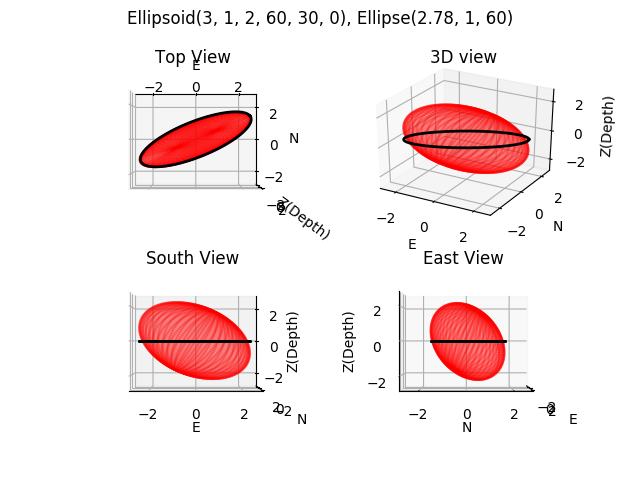 Ellipsoid(3, 1, 2, 60, 30, 0), Ellipse(2.78, 1, 60)
Top View
E
−2 0 2
2
0
−2
N
Z(Depth)
3D view
2
0
−2
Z(Depth)
−2 0 2
E
−2 0 2
N
South View
2
0
−2
Z(Depth)
−2 0 2
E
N
East View
2
0
−2
Z(Depth)
−2 0 2
N
E